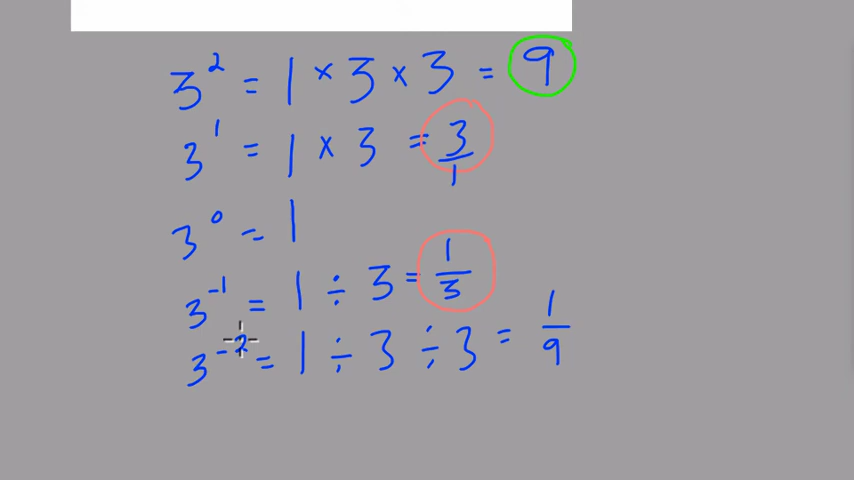 3² = 1 × 3 × 3 = 9
3¹ = 1 × 3 = 3/1
3⁰ = 1
3⁻¹ = 1 ÷ 3 = 1/3
3⁻² = 1 ÷ 3 ÷ 3 = 1/9